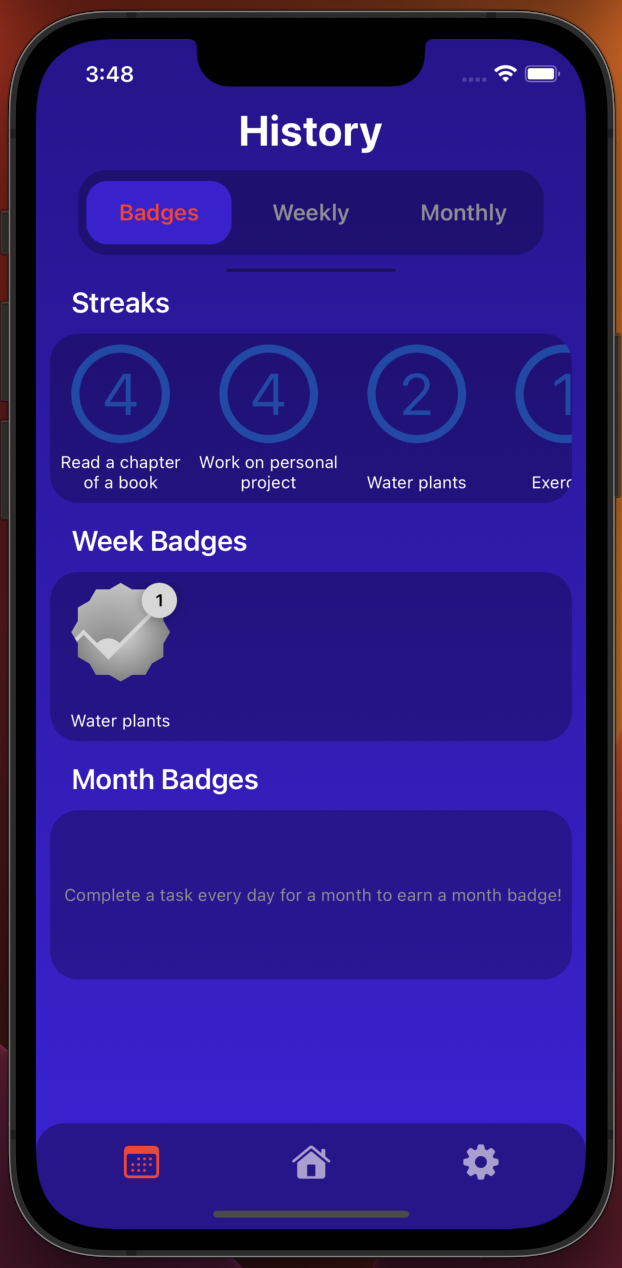 3:48
History
Badges Weekly Monthly
Streaks
4 4 2 1
Read a chapter
of a book
Work on personal
project
Water plants
Exerc
Week Badges
1
Water plants
Month Badges
Complete a task every day for a month to earn a month badge!